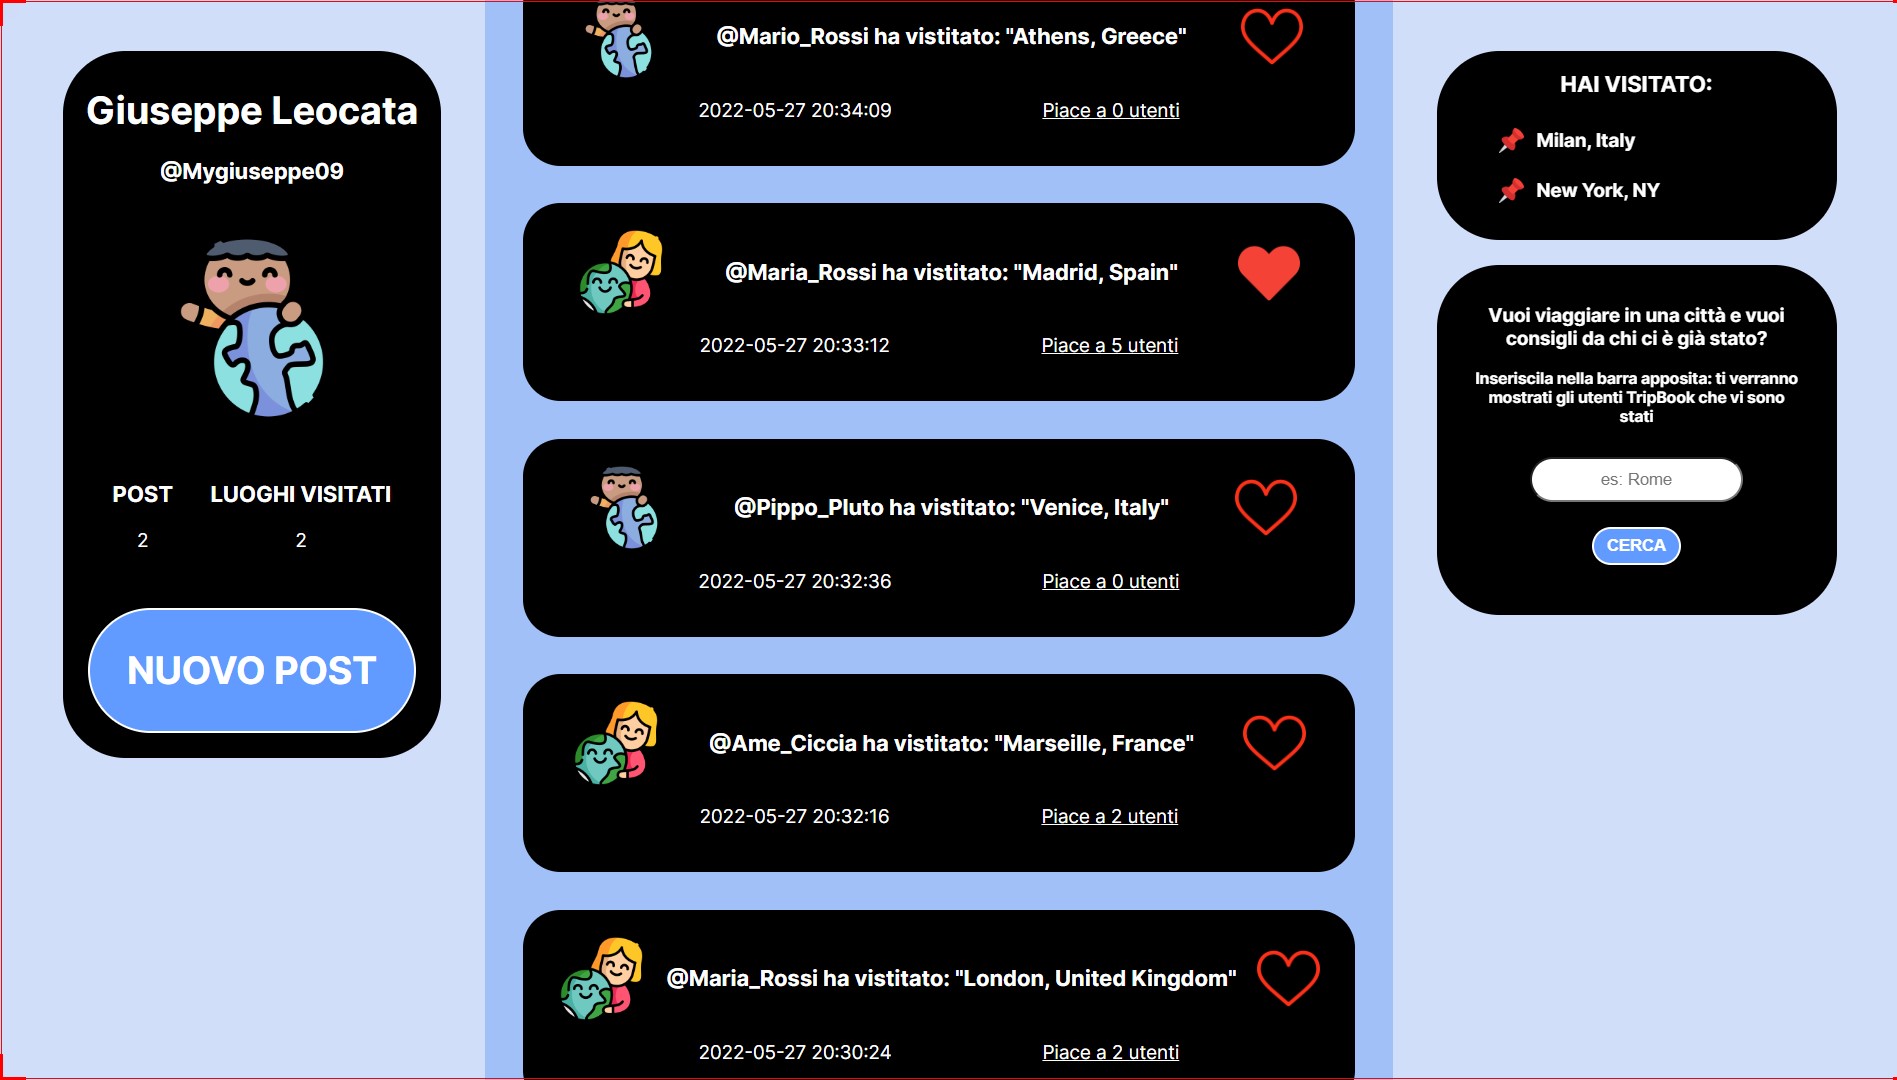 Giuseppe Leocata
@Mygiuseppe09
POST LUOGHI VISITATI
2 2
NUOVO POST
@Mario_Rossi ha vistitato: "Athens, Greece"
2022-05-27 20:34:09 Piace a 0 utenti
@Maria_Rossi ha vistitato: "Madrid, Spain"
2022-05-27 20:33:12 Piace a 5 utenti
@Pippo_Pluto ha vistitato: "Venice, Italy"
2022-05-27 20:32:36 Piace a 0 utenti
@Ame_Ciccia ha vistitato: "Marseille, France"
2022-05-27 20:32:16 Piace a 2 utenti
@Maria_Rossi ha vistitato: "London, United Kingdom"
2022-05-27 20:30:24 Piace a 2 utenti
HAI VISITATO:
Milan, Italy
New York, NY
Vuoi viaggiare in una città e vuoi
consigli da chi ci è già stato?
Inseriscila nella barra apposita: ti verranno
mostrati gli utenti TripBook che vi sono
stati
es: Rome
CERCA